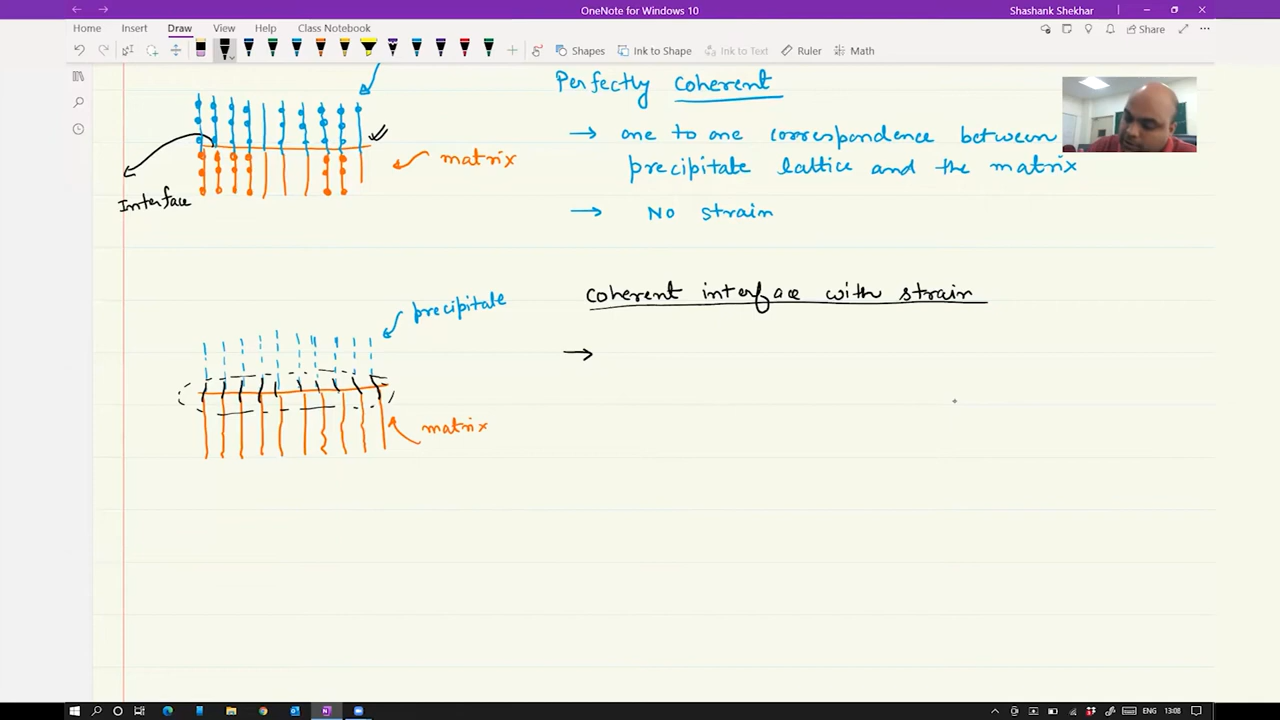 OneNote for Windows 10
Shashank Shekhar
Home Insert Draw View Help Class Notebook
Share
Shapes Ink to Shape Ink to Text Ruler Math
Perfectly coherent
→ one to one correspondence between
precipitate lattice and the matrix
matrix
Interface
→ No strain
coherent interface with strain
precipitate
→
matrix
ENG 13:08